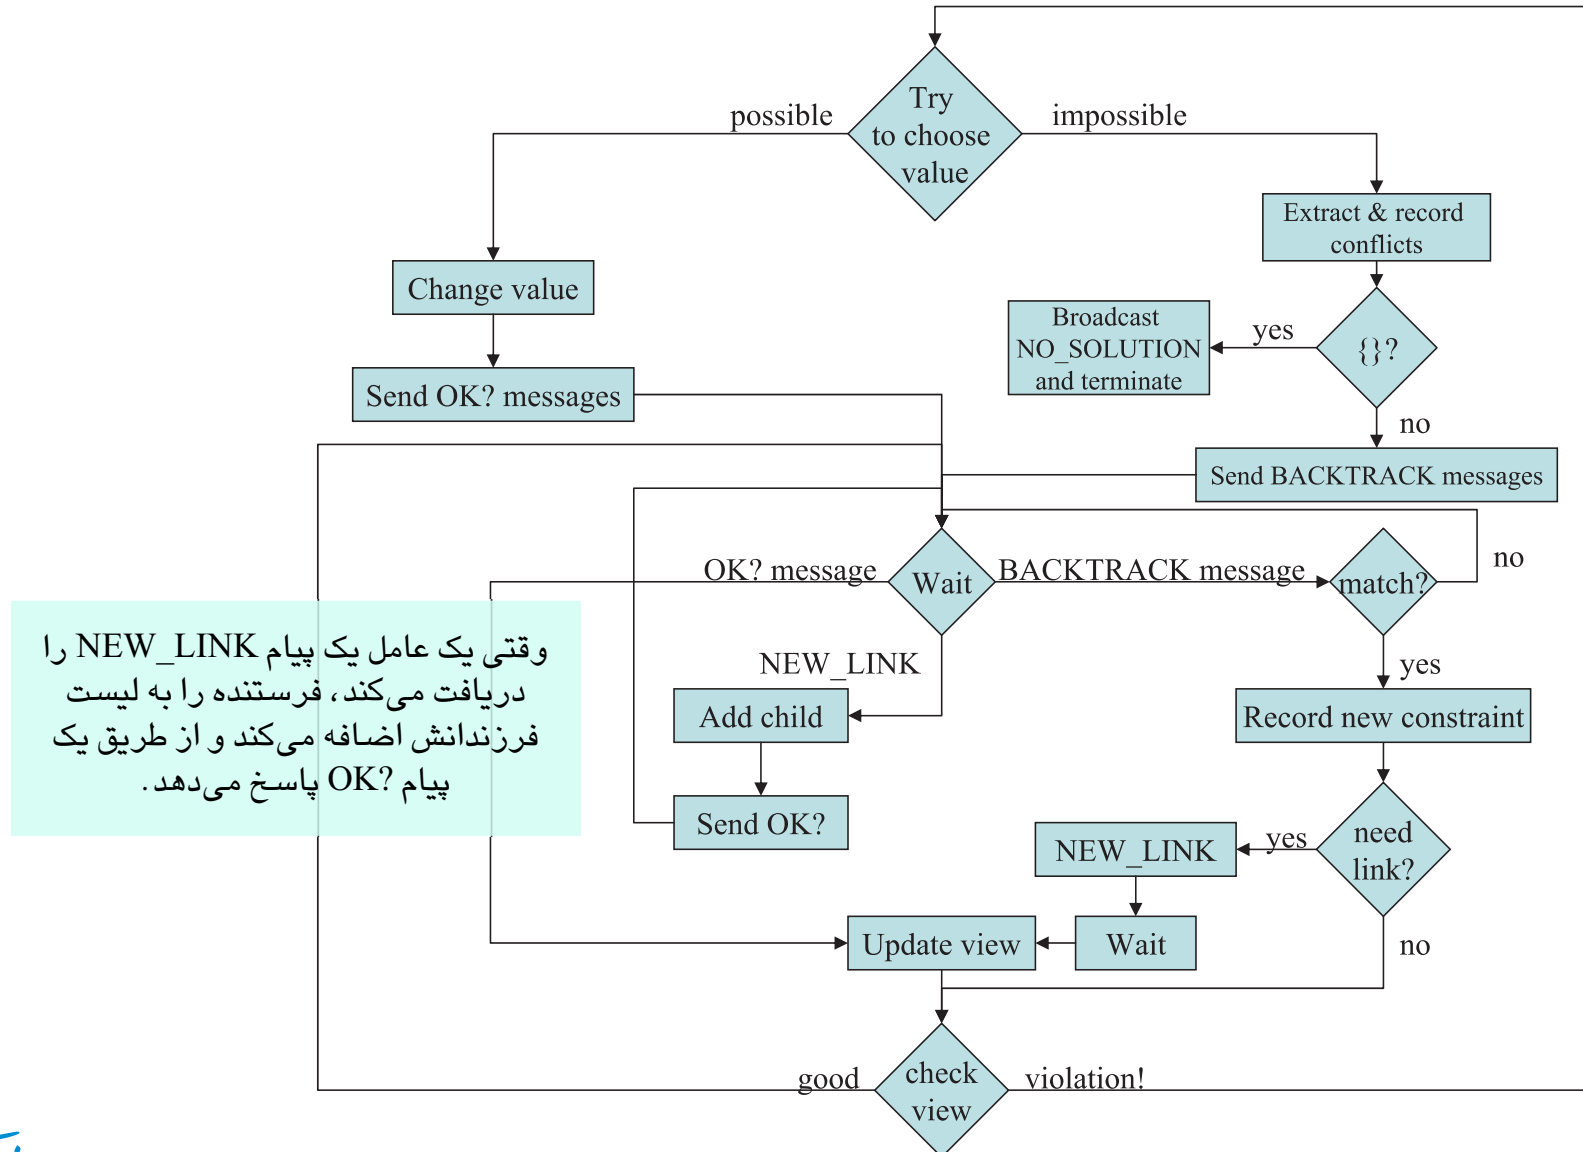 Try
to choose
value
possible
impossible
Extract & record
conflicts
Change value
Broadcast
NO_SOLUTION
and terminate
yes
{}?
Send OK? messages
no
Send BACKTRACK messages
OK? message
Wait
BACKTRACK message
match?
no
وقتی یک عامل یک پیام NEW_LINK را
دریافت می‌کند، فرستنده را به لیست
فرزندانش اضافه می‌کند و از طریق یک
پیام OK? پاسخ می‌دهد.
NEW_LINK
yes
Add child
Record new constraint
Send OK?
NEW_LINK
yes
need
link?
Update view
Wait
no
good
check
view
violation!